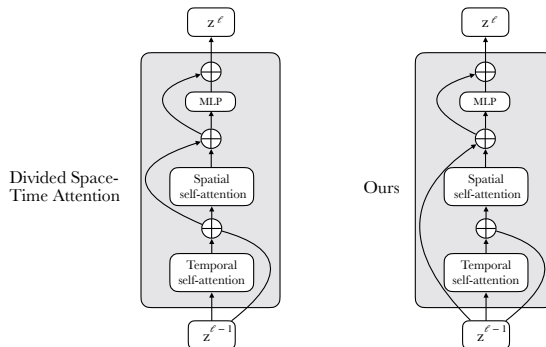 z^ℓ
MLP
Divided Space-
Time Attention
Spatial
self-attention
Temporal
self-attention
z^{ℓ−1}
z^ℓ
MLP
Ours
Spatial
self-attention
Temporal
self-attention
z^{ℓ−1}